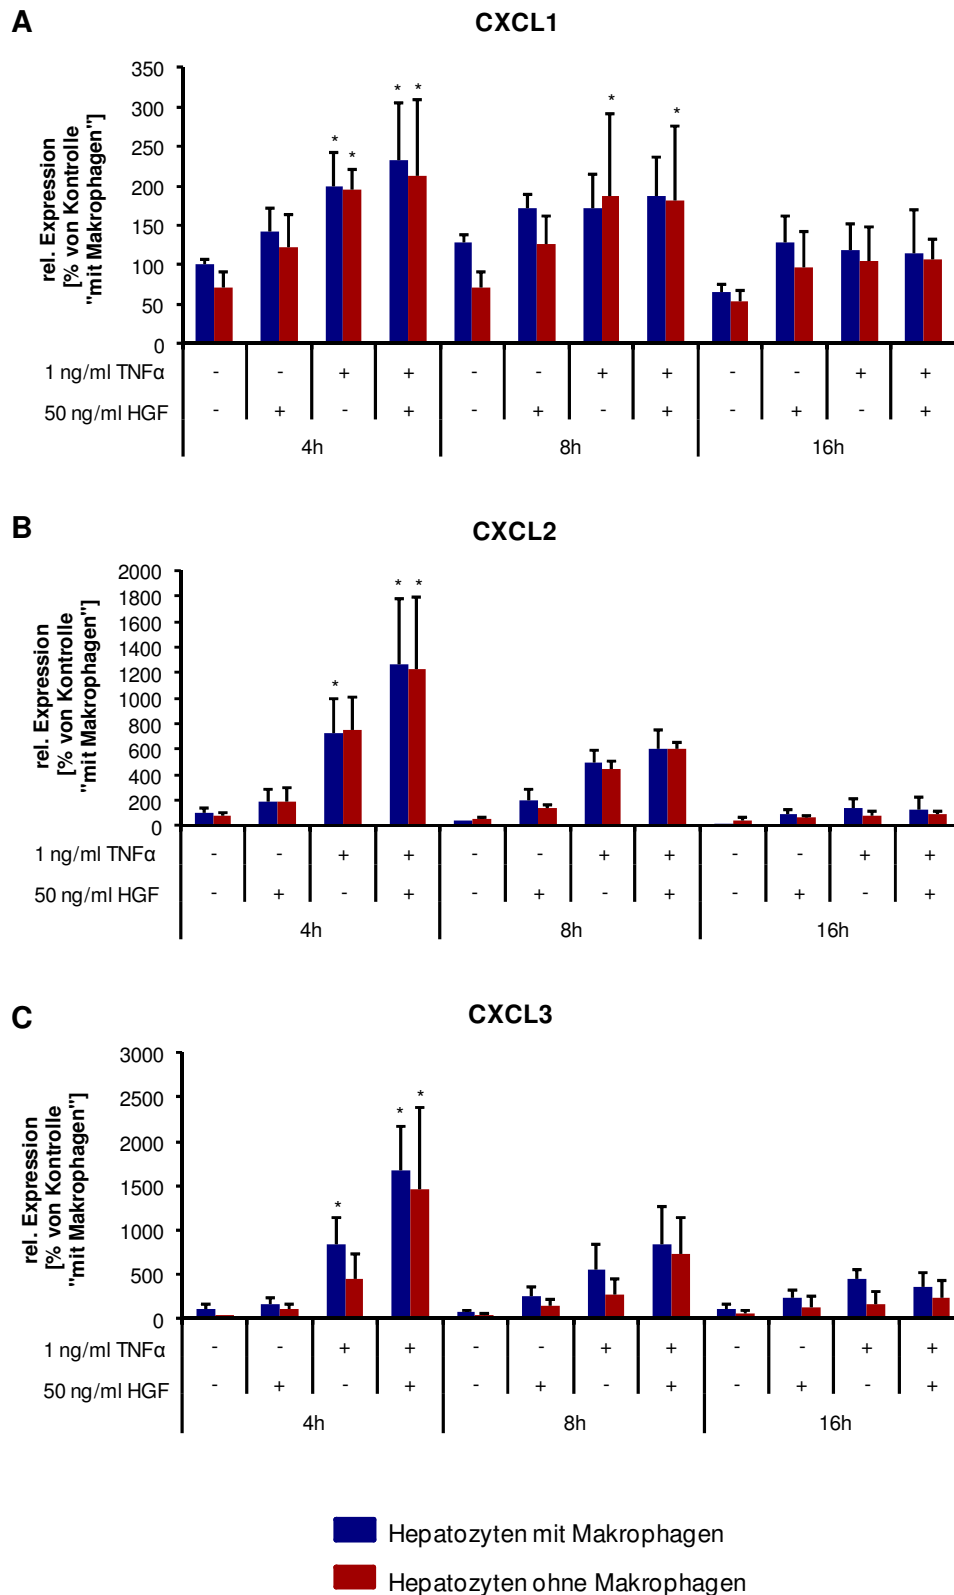 A
CXCL1
rel. Expression
[% von Kontrolle
"mit Makrophagen"]
350
300
250
200
150
100
50
0
* * * * * *
1 ng/ml TNFα - - + + - - + + - - + +
50 ng/ml HGF - + - + - + - + - + - +
4h 8h 16h
B
CXCL2
rel. Expression
[% von Kontrolle
"mit Makrophagen"]
2000
1800
1600
1400
1200
1000
800
600
400
200
0
* * *
1 ng/ml TNFα - - + + - - + + - - + +
50 ng/ml HGF - + - + - + - + - + - +
4h 8h 16h
C
CXCL3
rel. Expression
[% von Kontrolle
"mit Makrophagen"]
3000
2500
2000
1500
1000
500
0
* * *
1 ng/ml TNFα - - + + - - + + - - + +
50 ng/ml HGF - + - + - + - + - + - +
4h 8h 16h
Hepatozyten mit Makrophagen
Hepatozyten ohne Makrophagen